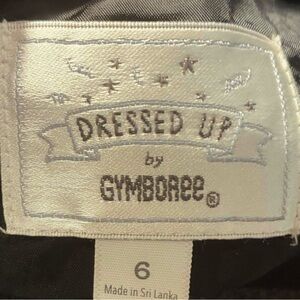 DRESSED UP
by
GYMBOREE®
6
Made in Sri Lanka